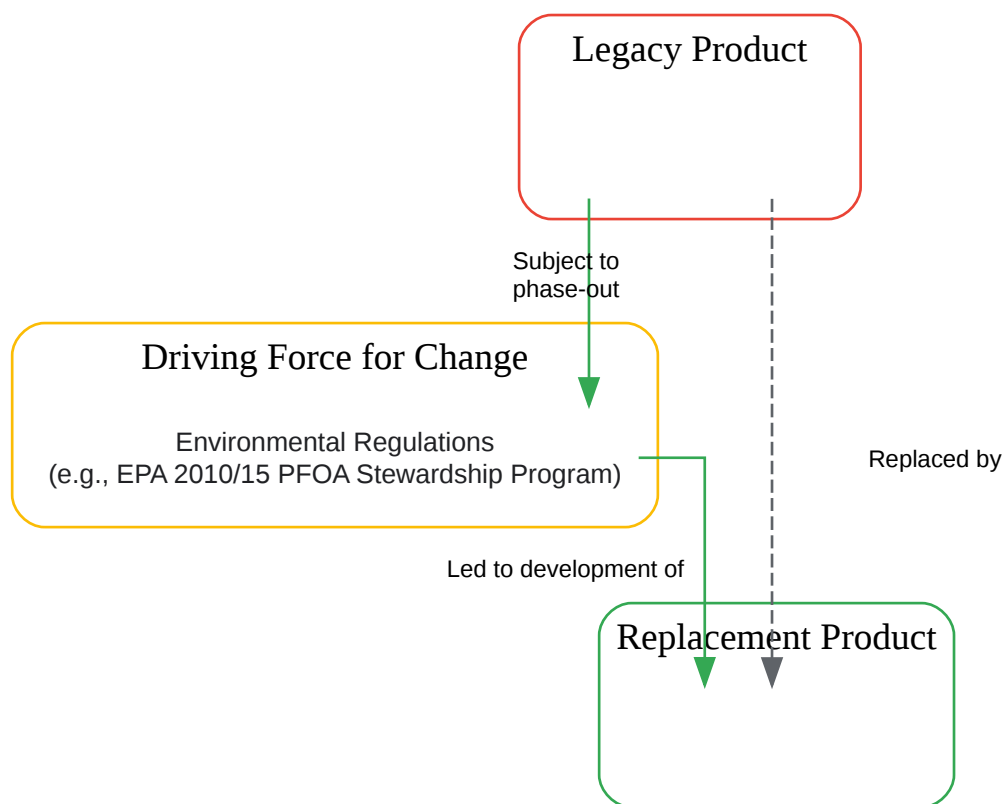 Legacy Product
Subject to
phase-out
Driving Force for Change
Environmental Regulations
(e.g., EPA 2010/15 PFOA Stewardship Program)
Replaced by
Led to development of
Replacement Product